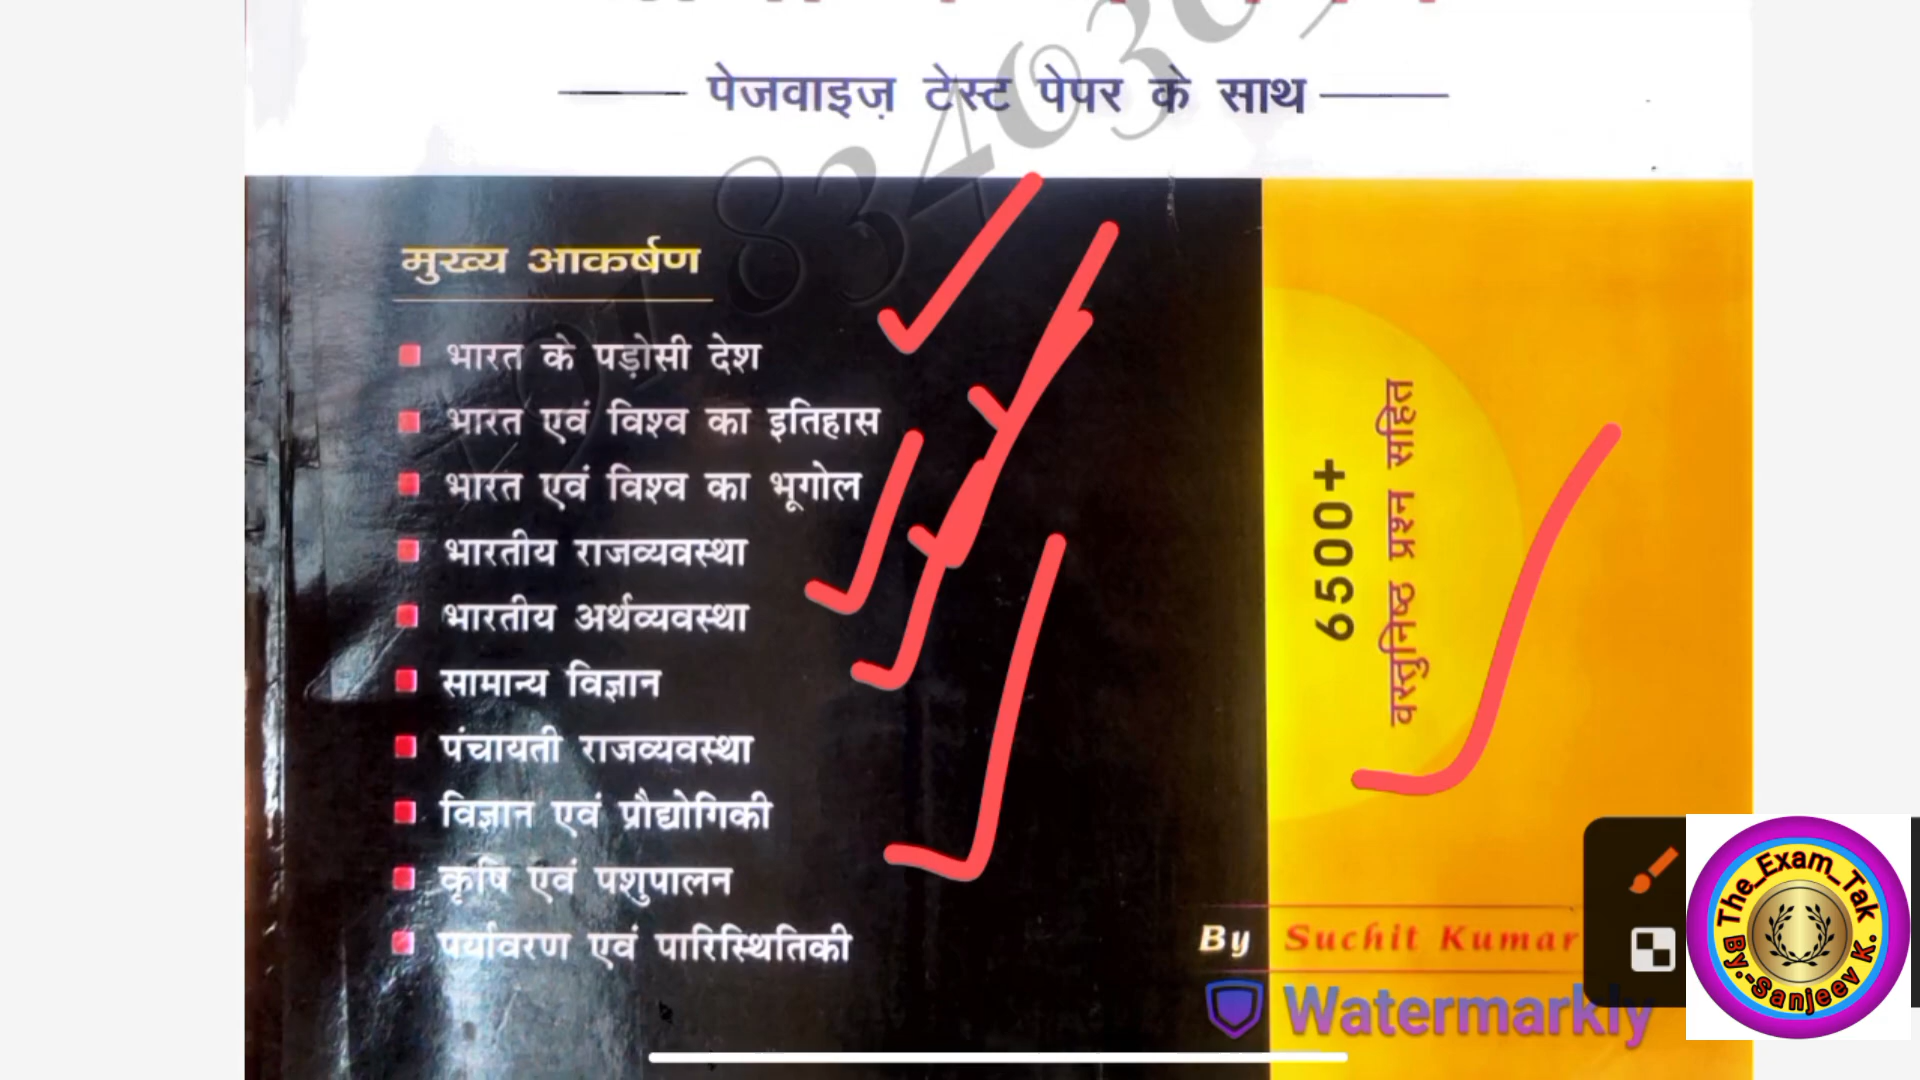 पेजवाइज़ टेस्ट पेपर के साथ
मुख्य आकर्षण
भारत के पड़ोसी देश
भारत एवं विश्व का इतिहास
भारत एवं विश्व का भूगोल
भारतीय राजव्यवस्था
भारतीय अर्थव्यवस्था
सामान्य विज्ञान
पंचायती राजव्यवस्था
विज्ञान एवं प्रौद्योगिकी
कृषि एवं पशुपालन
पर्यावरण एवं पारिस्थितिकी
6500+
वस्तुनिष्ठ प्रश्न सहित
By Suchit Kumar
Watermarkly
The_Exam_Tak
By.-Sanjeev K.